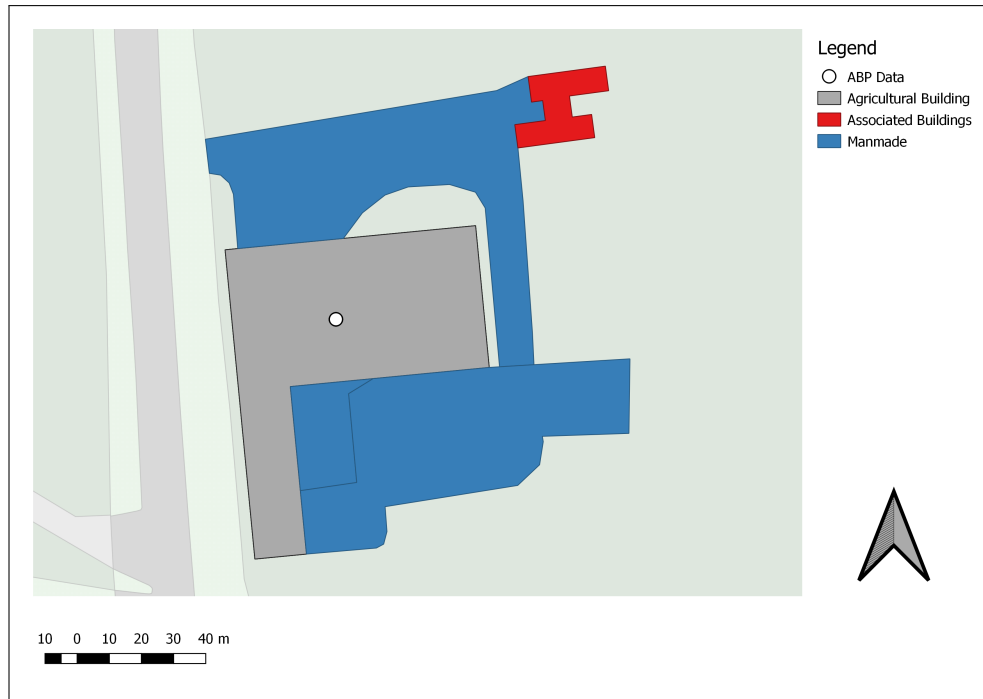 Legend
ABP Data
Agricultural Building
Associated Buildings
Manmade
10 0 10 20 30 40 m